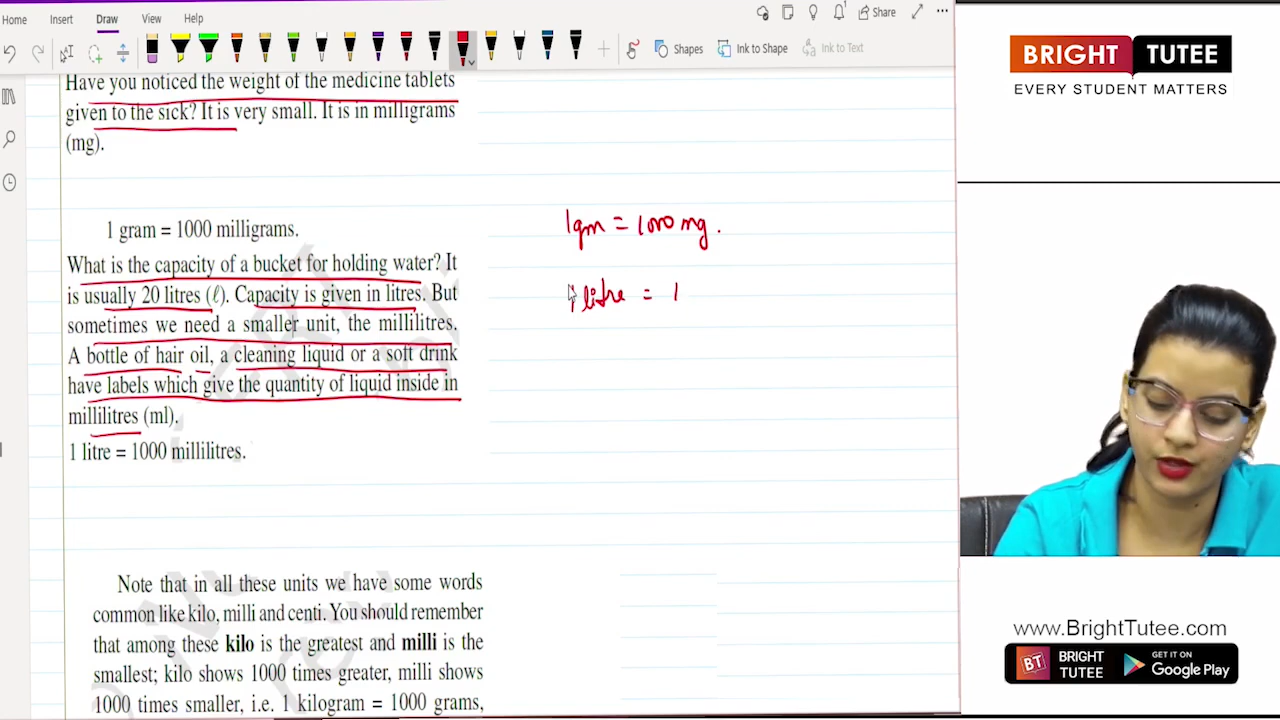 Home Insert Draw View Help Share
Shapes Ink to Shape Ink to Text
Have you noticed the weight of the medicine tablets
given to the sick? It is very small. It is in milligrams
(mg).
1 gram = 1000 milligrams.
What is the capacity of a bucket for holding water? It
is usually 20 litres (ℓ). Capacity is given in litres. But
sometimes we need a smaller unit, the millilitres.
A bottle of hair oil, a cleaning liquid or a soft drink
have labels which give the quantity of liquid inside in
millilitres (ml).
1 litre = 1000 millilitres.
Note that in all these units we have some words
common like kilo, milli and centi. You should remember
that among these kilo is the greatest and milli is the
smallest; kilo shows 1000 times greater, milli shows
1000 times smaller, i.e. 1 kilogram = 1000 grams,
1gm = 1000 mg.
1 litre = 1
BRIGHT TUTEE
EVERY STUDENT MATTERS
www.BrightTutee.com
BT BRIGHT TUTEE
GET IT ON
Google Play